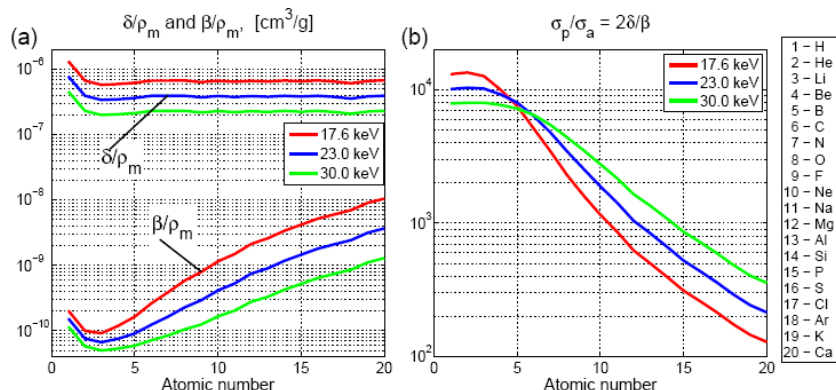 δ/ρm and β/ρm, [cm³/g]
(a)
10⁻⁶
10⁻⁷
10⁻⁸
10⁻⁹
10⁻¹⁰
17.6 keV
23.0 keV
30.0 keV
δ/ρm
β/ρm
0 5 10 15 20
Atomic number
σp/σa = 2δ/β
(b)
10⁴
10³
10²
17.6 keV
23.0 keV
30.0 keV
0 5 10 15 20
Atomic number
1 – H
2 – He
3 – Li
4 – Be
5 – B
6 – C
7 – N
8 – O
9 – F
10 – Ne
11 – Na
12 – Mg
13 – Al
14 – Si
15 – P
16 – S
17 – Cl
18 – Ar
19 – K
20 – Ca